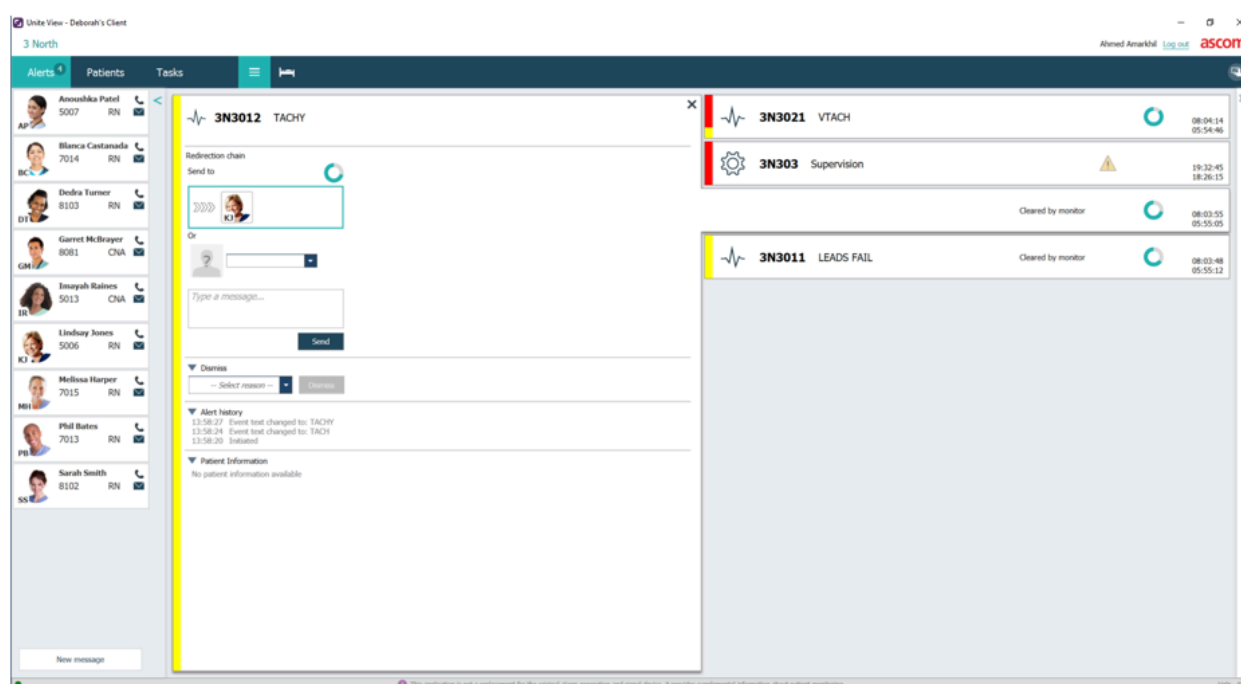 Unite View - Deborah's Client
3 North
Ahmed Amarkhil Log out ascom
Alerts 4 Patients Tasks
Anoushka Patel
5007 RN
AP
Blanca Castanada
7014 RN
BC
Dedra Turner
8103 RN
DT
Garret McBrayer
8081 CNA
GM
Imayah Raines
5013 CNA
IR
Lindsay Jones
5006 RN
KJ
Melissa Harper
7015 RN
MH
Phil Bates
7013 RN
PB
Sarah Smith
8102 RN
SS
New message
3N3012 TACHY
Redirection chain
Send to
KJ
Or
?
Type a message...
Send
Dismiss
-- Select reason -- Dismiss
Alert history
13:58:27 Event text changed to: TACHY
13:58:24 Event text changed to: TACH
13:58:20 Initiated
Patient Information
No patient information available
3N3021 VTACH
08:04:14
05:54:46
3N303 Supervision
19:32:45
18:26:15
Cleared by monitor
08:03:55
05:55:05
3N3011 LEADS FAIL Cleared by monitor
08:03:48
05:55:12